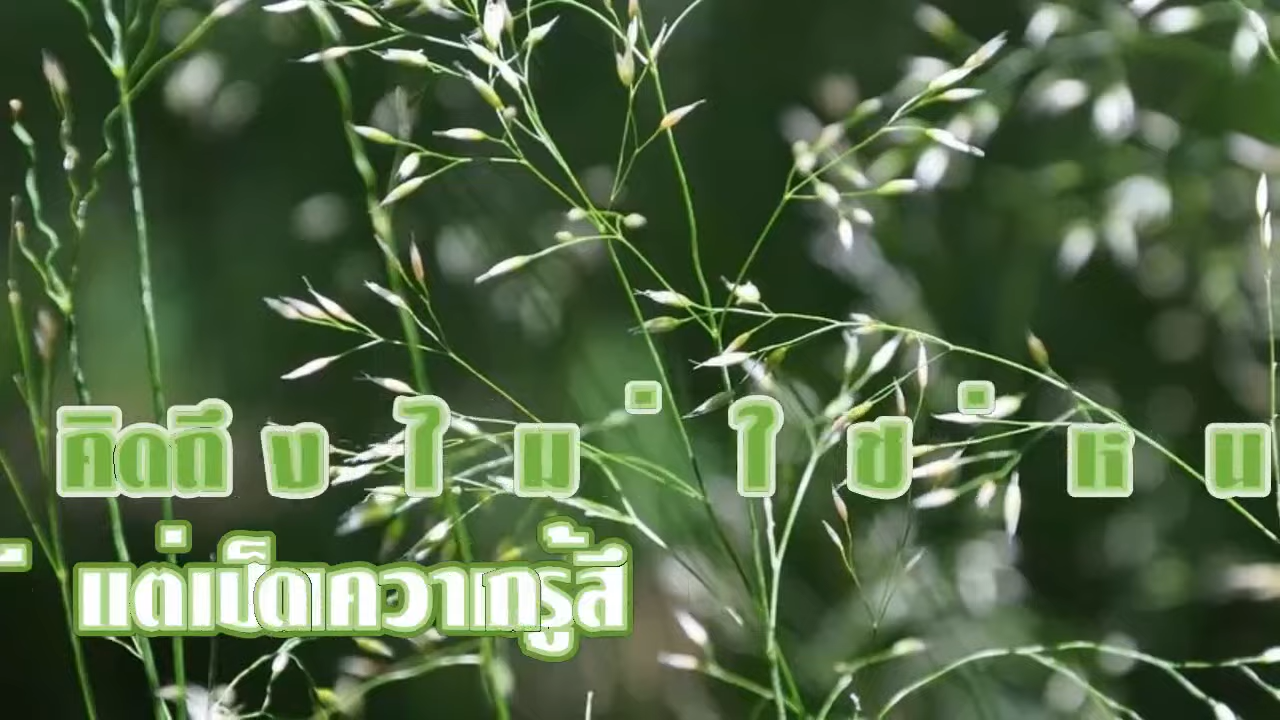 คิดถึง ไม่ ใช่ หน
แต่เป็ดความรู้สึ